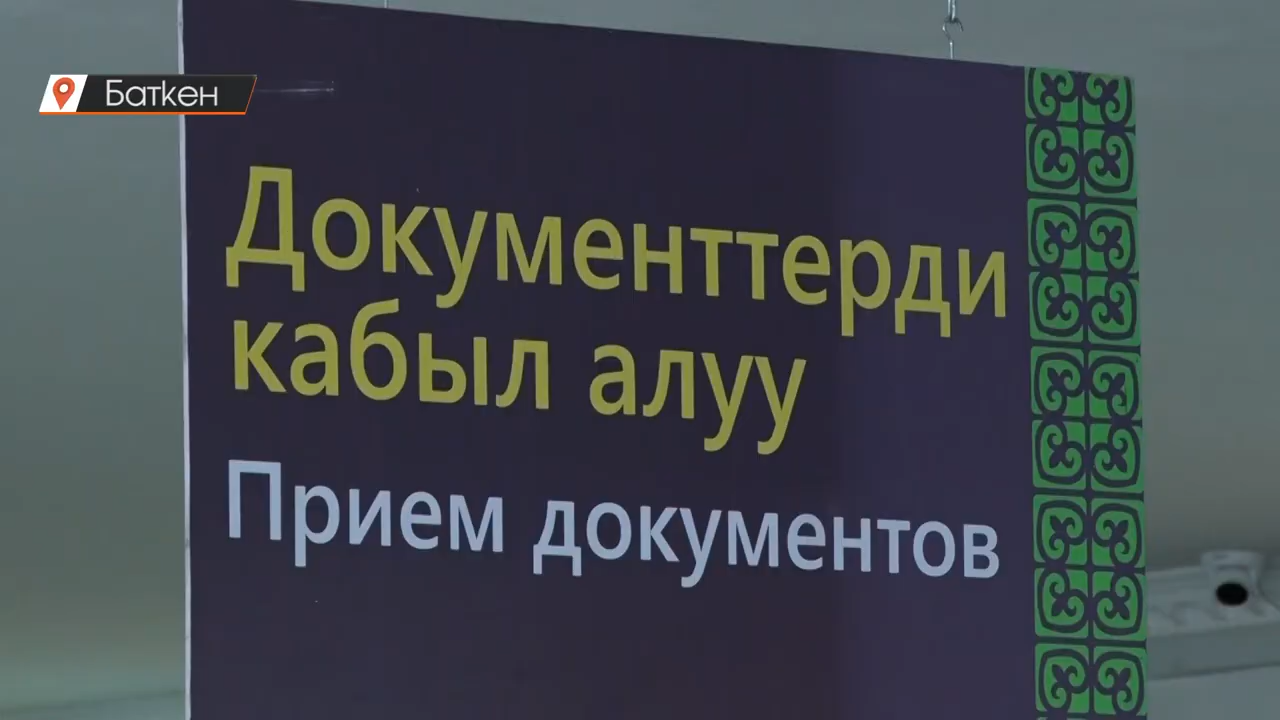 Баткен
Документтерди
кабыл алуу
Прием документов